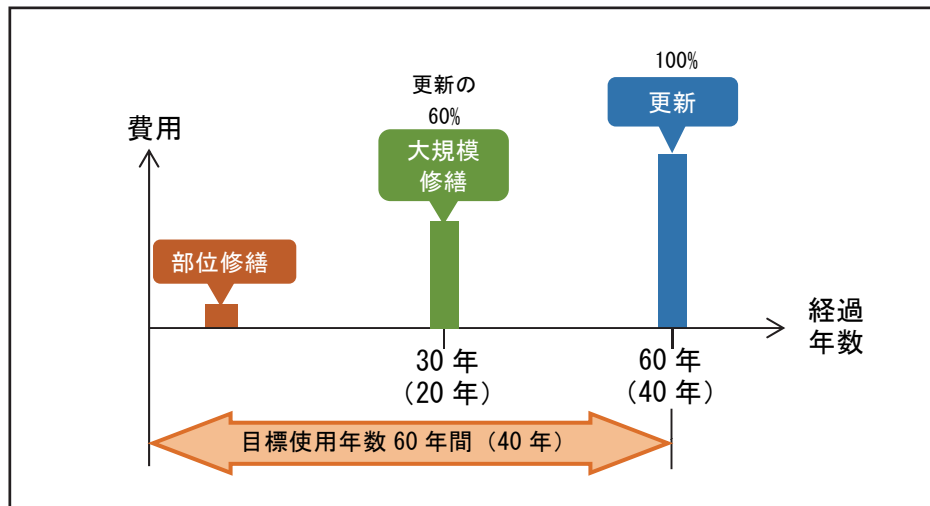 100%
更新
更新の
60%
大規模
修繕
費用
部位修繕
経過
年数
30 年
（20 年）
60 年
（40 年）
目標使用年数 60 年間（40 年）